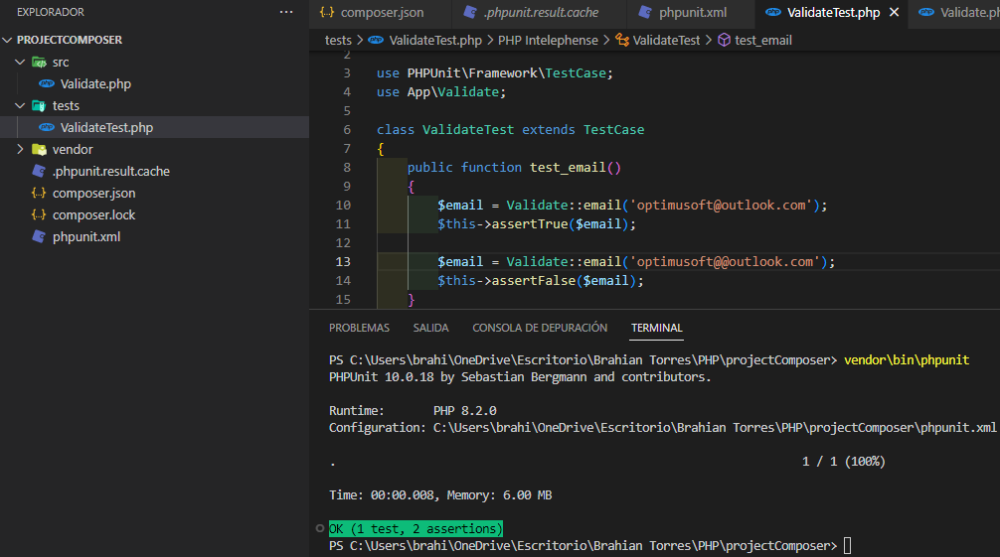 EXPLORADOR
PROJECTCOMPOSER
src
Validate.php
tests
ValidateTest.php
vendor
.phpunit.result.cache
composer.json
composer.lock
phpunit.xml
composer.json .phpunit.result.cache phpunit.xml ValidateTest.php Validate.ph
tests > ValidateTest.php > PHP Intelephense > ValidateTest > test_email
2
3 use PHPUnit\Framework\TestCase;
4 use App\Validate;
5
6 class ValidateTest extends TestCase
7 {
8 public function test_email()
9 {
10 $email = Validate::email('optimusoft@outlook.com');
11 $this->assertTrue($email);
12
13 $email = Validate::email('optimusoft@@outlook.com');
14 $this->assertFalse($email);
15 }
PROBLEMAS SALIDA CONSOLA DE DEPURACIÓN TERMINAL
PS C:\Users\brahi\OneDrive\Escritorio\Brahian Torres\PHP\projectComposer> vendor\bin\phpunit
PHPUnit 10.0.18 by Sebastian Bergmann and contributors.
Runtime: PHP 8.2.0
Configuration: C:\Users\brahi\OneDrive\Escritorio\Brahian Torres\PHP\projectComposer\phpunit.xml
. 1 / 1 (100%)
Time: 00:00.008, Memory: 6.00 MB
OK (1 test, 2 assertions)
PS C:\Users\brahi\OneDrive\Escritorio\Brahian Torres\PHP\projectComposer>